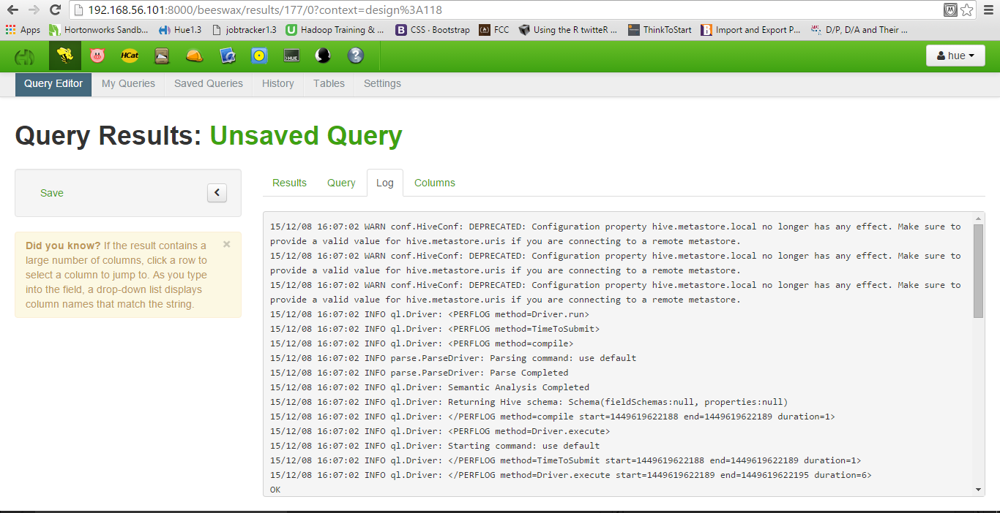 192.168.56.101:8000/beeswax/results/177/0?context=design%3A118
Apps Hortonworks Sandb... Hue1.3 jobtracker1.3 Hadoop Training & ... CSS · Bootstrap FCC Using the R twitteR ... ThinkToStart Import and Export P... D/P, D/A and Their ...
HCat >HUE ? hue
Query Editor My Queries Saved Queries History Tables Settings
Query Results: Unsaved Query
Save
Did you know? If the result contains a
large number of columns, click a row to
select a column to jump to. As you type
into the field, a drop-down list displays
column names that match the string.
Results Query Log Columns
15/12/08 16:07:02 WARN conf.HiveConf: DEPRECATED: Configuration property hive.metastore.local no longer has any effect. Make sure to
provide a valid value for hive.metastore.uris if you are connecting to a remote metastore.
15/12/08 16:07:02 WARN conf.HiveConf: DEPRECATED: Configuration property hive.metastore.local no longer has any effect. Make sure to
provide a valid value for hive.metastore.uris if you are connecting to a remote metastore.
15/12/08 16:07:02 WARN conf.HiveConf: DEPRECATED: Configuration property hive.metastore.local no longer has any effect. Make sure to
provide a valid value for hive.metastore.uris if you are connecting to a remote metastore.
15/12/08 16:07:02 INFO ql.Driver: <PERFLOG method=Driver.run>
15/12/08 16:07:02 INFO ql.Driver: <PERFLOG method=TimeToSubmit>
15/12/08 16:07:02 INFO ql.Driver: <PERFLOG method=compile>
15/12/08 16:07:02 INFO parse.ParseDriver: Parsing command: use default
15/12/08 16:07:02 INFO parse.ParseDriver: Parse Completed
15/12/08 16:07:02 INFO ql.Driver: Semantic Analysis Completed
15/12/08 16:07:02 INFO ql.Driver: Returning Hive schema: Schema(fieldSchemas:null, properties:null)
15/12/08 16:07:02 INFO ql.Driver: </PERFLOG method=compile start=1449619622188 end=1449619622189 duration=1>
15/12/08 16:07:02 INFO ql.Driver: <PERFLOG method=Driver.execute>
15/12/08 16:07:02 INFO ql.Driver: Starting command: use default
15/12/08 16:07:02 INFO ql.Driver: </PERFLOG method=TimeToSubmit start=1449619622188 end=1449619622189 duration=1>
15/12/08 16:07:02 INFO ql.Driver: </PERFLOG method=Driver.execute start=1449619622189 end=1449619622195 duration=6>
OK